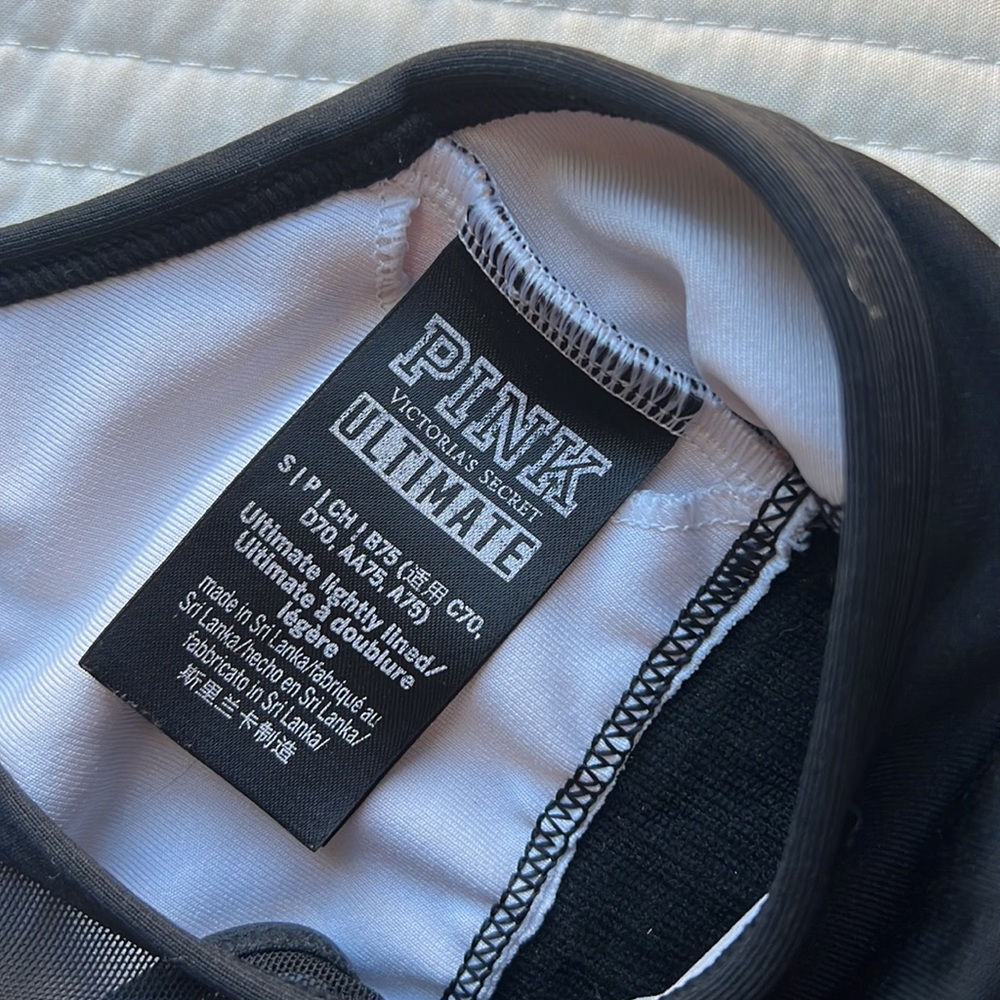 PINK
VICTORIA'S SECRET
ULTIMATE
S | P | CH | B75 (适用 C70,
D70, AA75, A75)
Ultimate lightly lined/
Ultimate à doublure
légère
made in Sri Lanka/fabriqué au
Sri Lanka/hecho en Sri Lanka/
fabbricato in Sri Lanka/
斯里兰卡制造